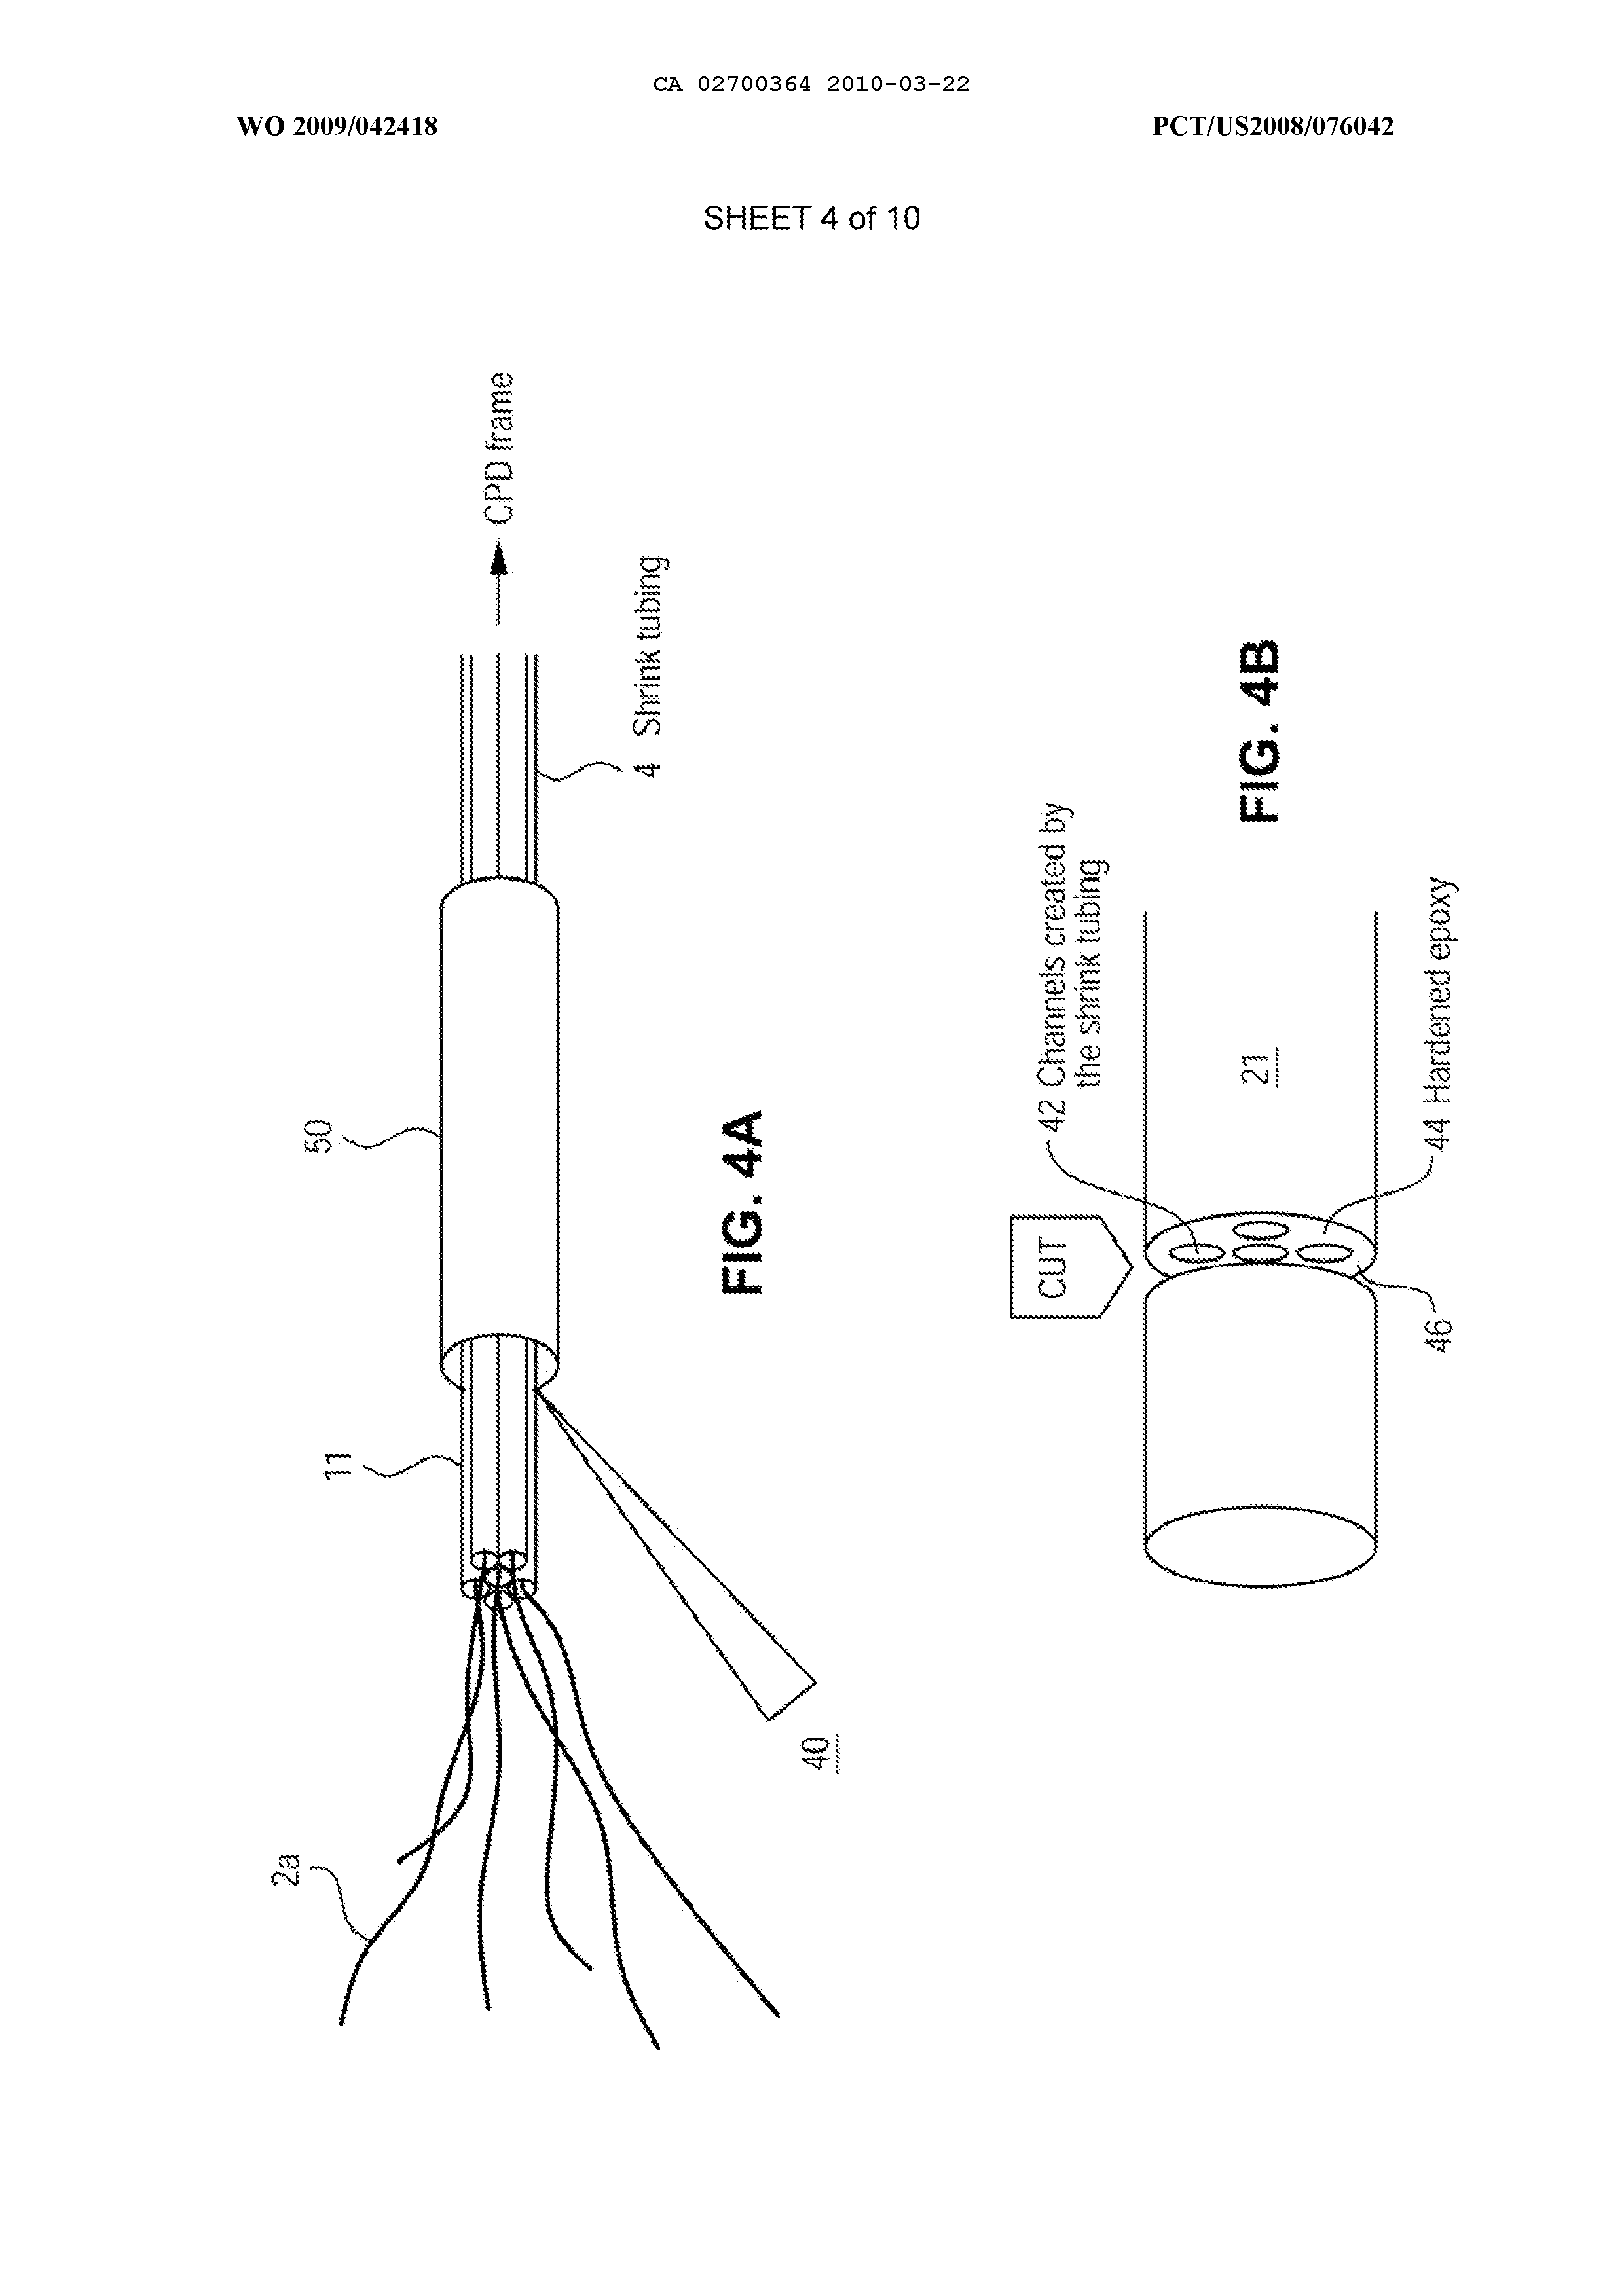 CA 02700364 2010-03-22
WO 2009/042418
PCT/US2008/076042
SHEET 4 of 10
2a
11
50
40
CPD frame
4 Shrink tubing
FIG. 4A
CUT
42 Channels created by
the shrink tubing
21
44 Hardened epoxy
46
FIG. 4B